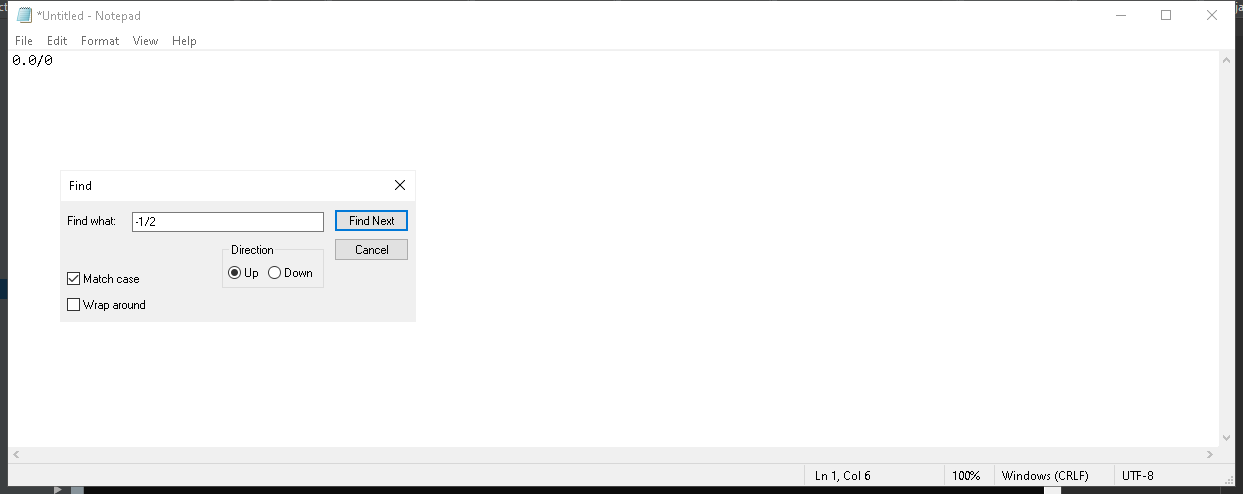 *Untitled - Notepad
File Edit Format View Help
0.0/0
Find
Find what: -1/2 Find Next
Direction Cancel
Up Down
Match case
Wrap around
Ln 1, Col 6 100% Windows (CRLF) UTF-8